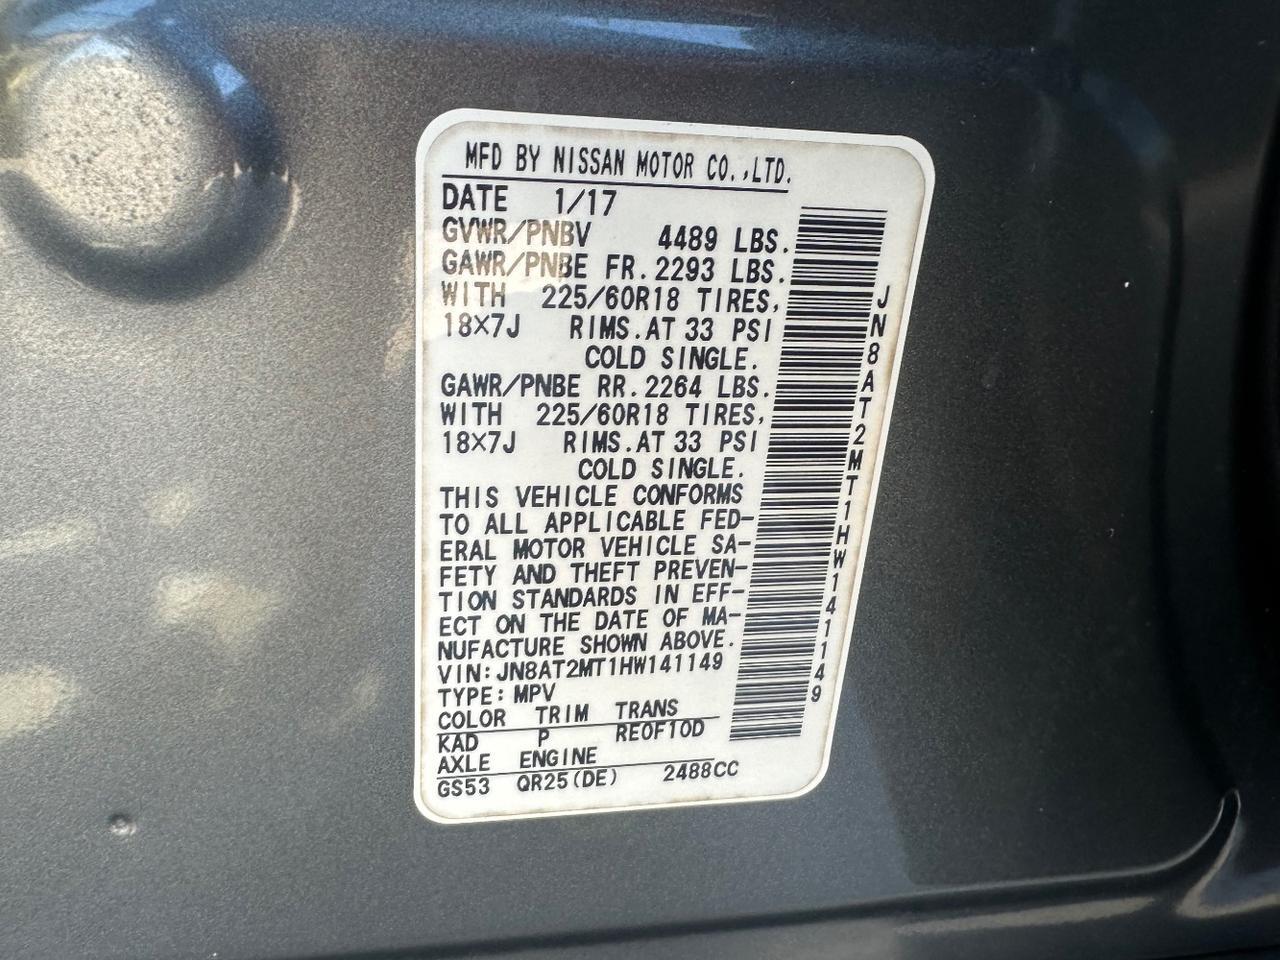 MFD BY NISSAN MOTOR CO.,LTD.
DATE 1/17
GVWR/PNBV 4489 LBS.
GAWR/PNBE FR.2293 LBS.
WITH 225/60R18 TIRES,
18X7J RIMS.AT 33 PSI
COLD SINGLE.
GAWR/PNBE RR.2264 LBS.
WITH 225/60R18 TIRES,
18X7J RIMS.AT 33 PSI
COLD SINGLE.
THIS VEHICLE CONFORMS
TO ALL APPLICABLE FED-
ERAL MOTOR VEHICLE SA-
FETY AND THEFT PREVEN-
TION STANDARDS IN EFF-
ECT ON THE DATE OF MA-
NUFACTURE SHOWN ABOVE.
VIN:JN8AT2MT1HW141149
TYPE:MPV
COLOR TRIM TRANS
KAD P RE0F10D
AXLE ENGINE
GS53 QR25(DE) 2488CC
JN8AT2MT1HW141149